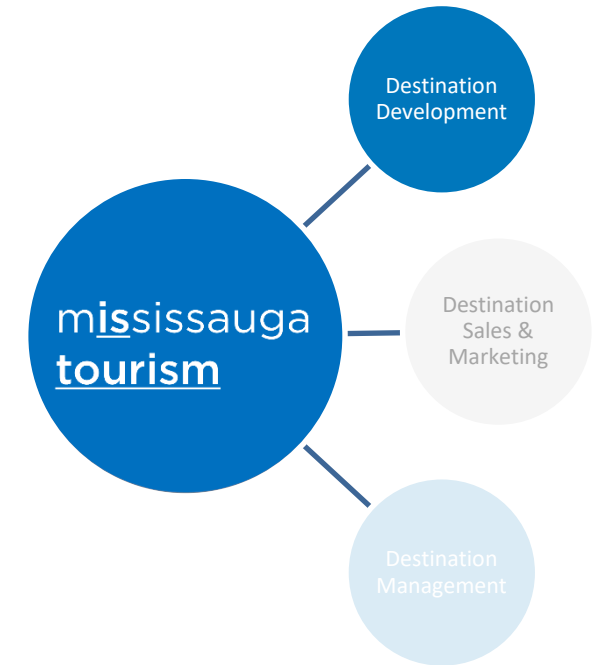 Destination
Development
mississauga
tourism
Destination
Sales &
Marketing
Destination
Management